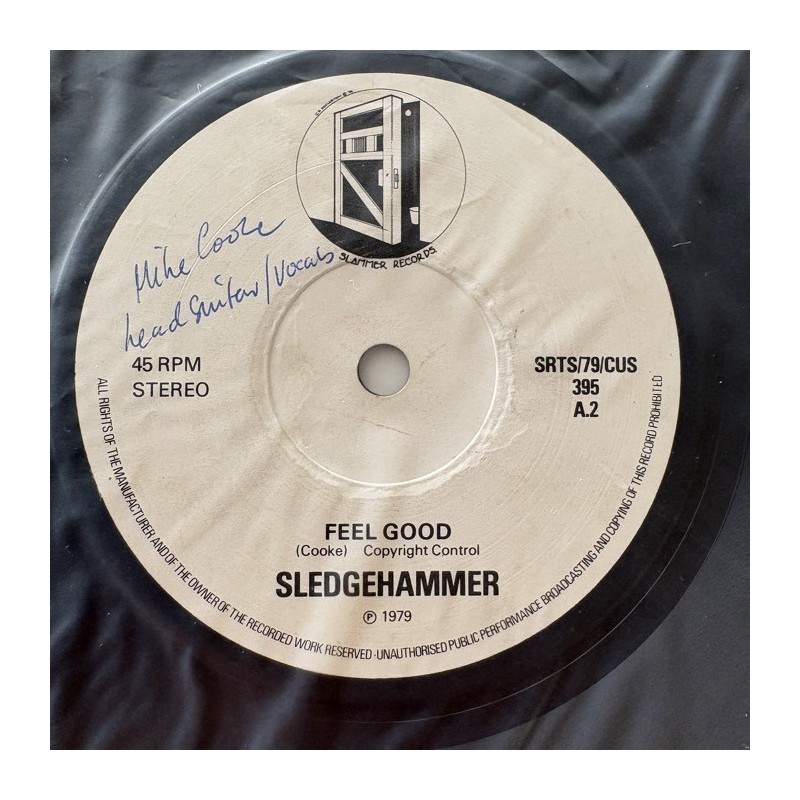 SLAMMER RECORDS.
Mike Cooke
lead guitar/vocals
45 RPM
STEREO
SRTS/79/CUS
395
A.2
FEEL GOOD
(Cooke) Copyright Control
SLEDGEHAMMER
℗ 1979
ALL RIGHTS OF THE MANUFACTURER AND OF THE OWNER OF THE RECORDED WORK RESERVED·UNAUTHORISED PUBLIC PERFORMANCE BROADCASTING AND COPYING OF THIS RECORD PROHIBITED